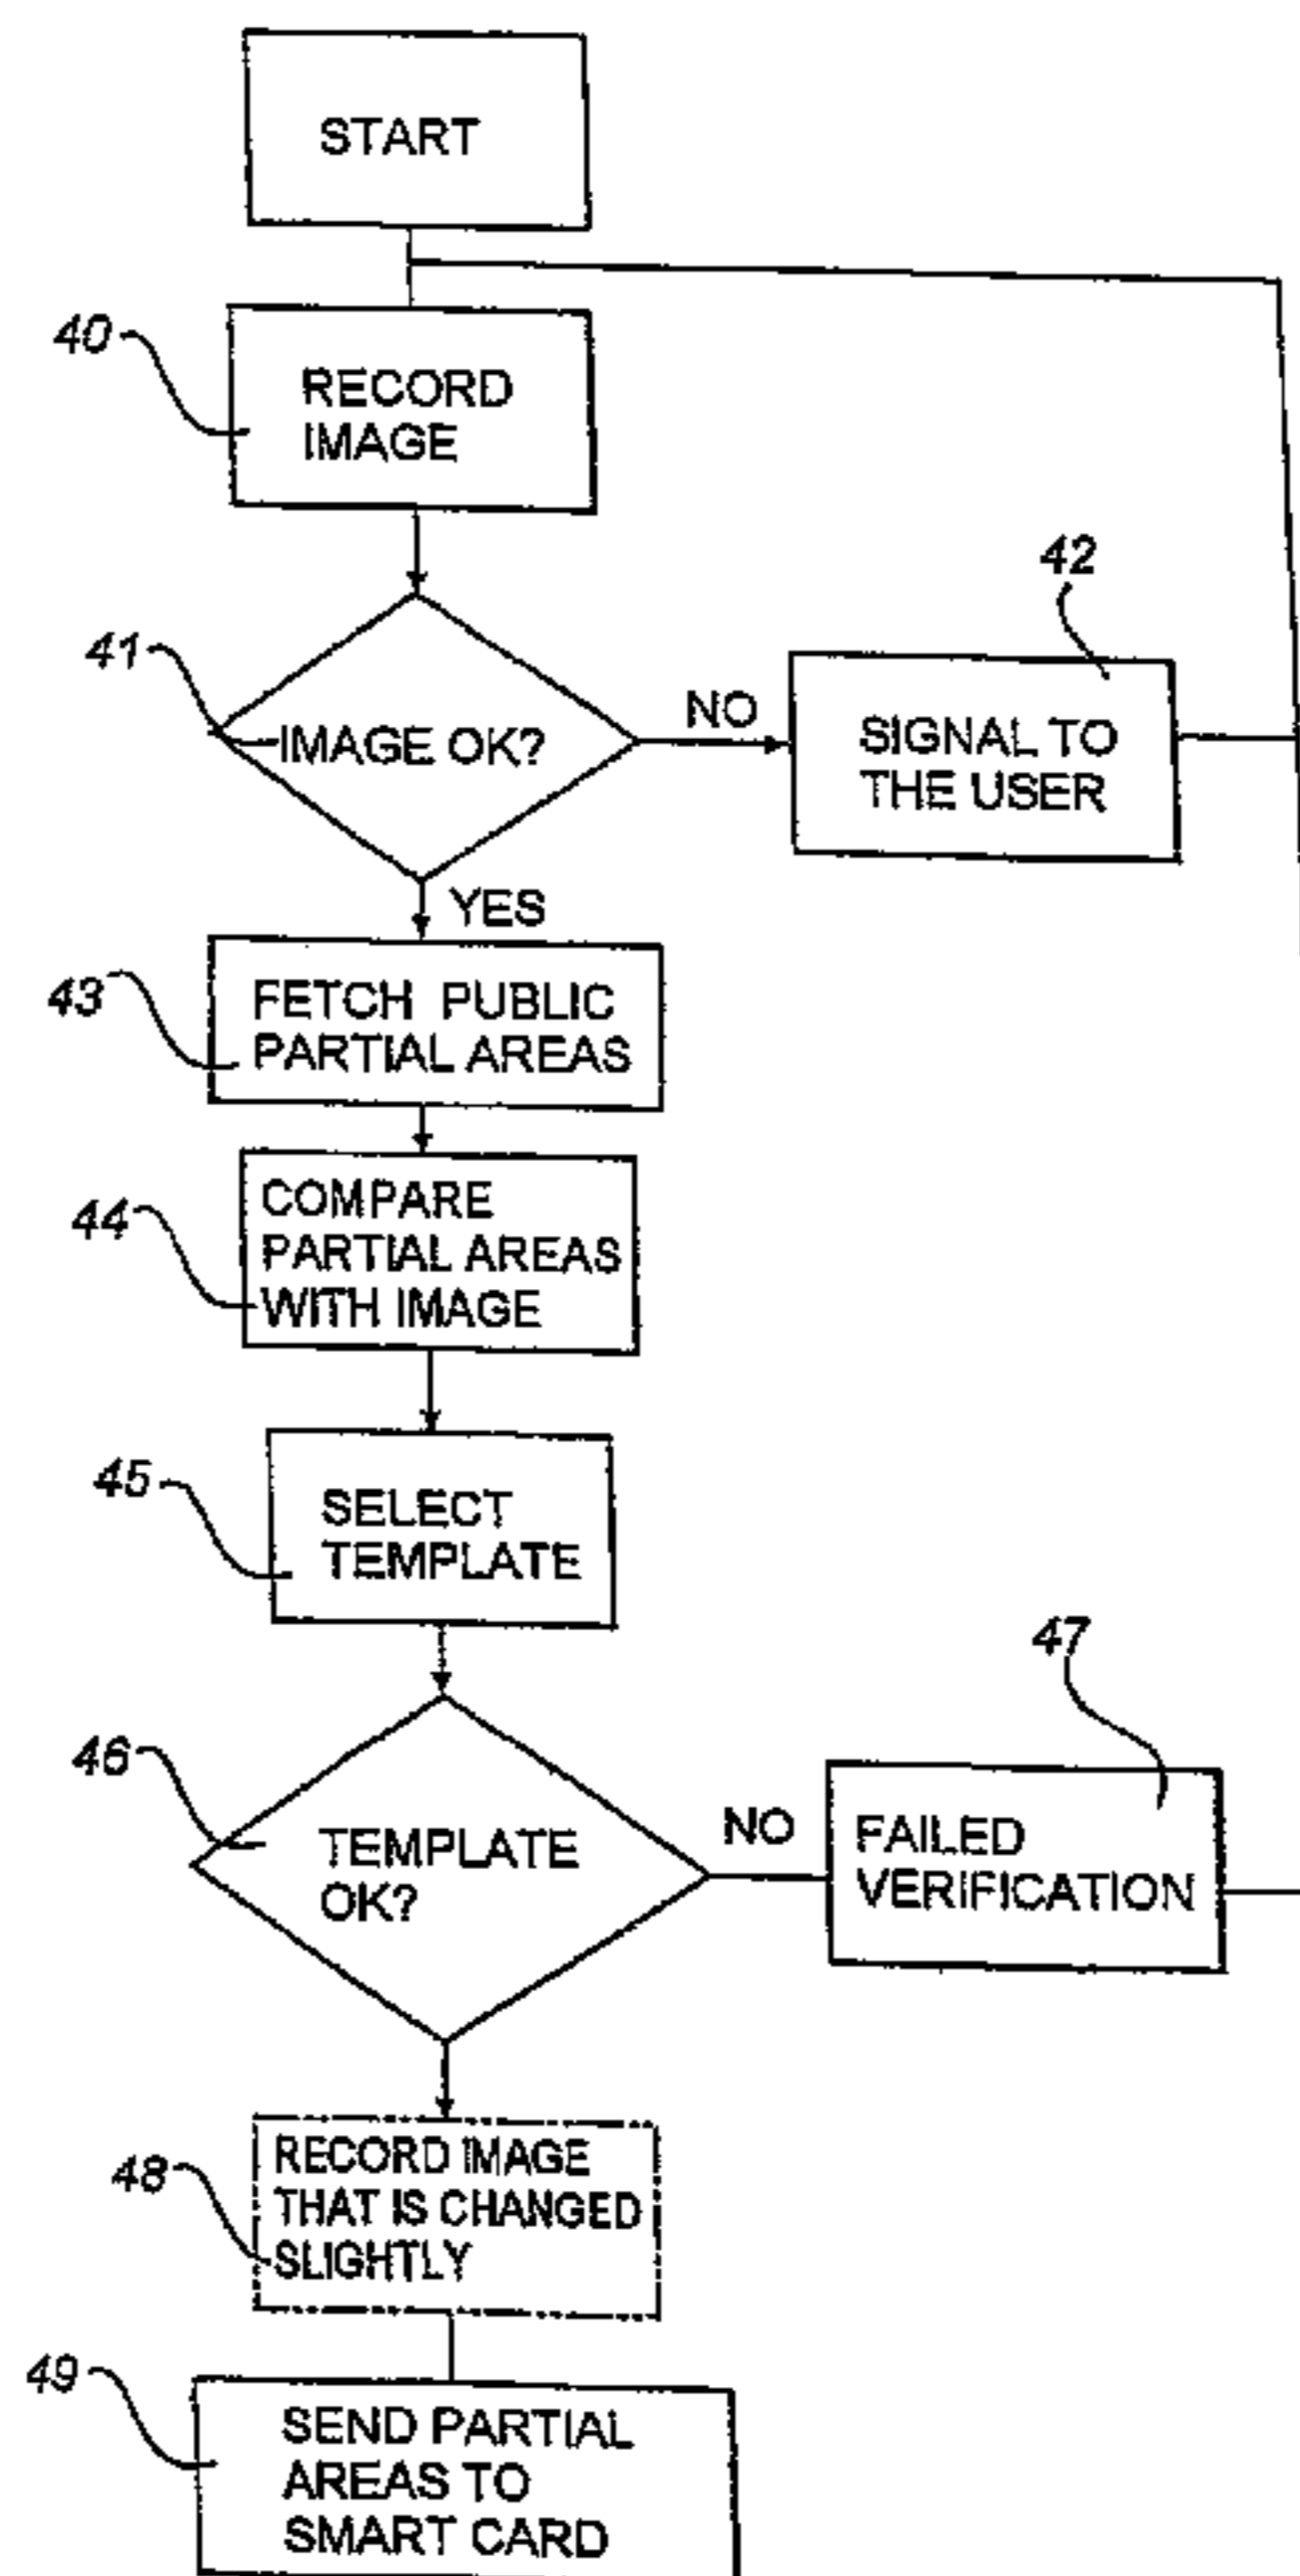 START
40
RECORD
IMAGE
42
41
IMAGE OK?
NO
SIGNAL TO
THE USER
YES
43
FETCH PUBLIC
PARTIAL AREAS
44
COMPARE
PARTIAL AREAS
WITH IMAGE
45
SELECT
TEMPLATE
47
46
TEMPLATE
OK?
NO
FAILED
VERIFICATION
48
RECORD IMAGE
THAT IS CHANGED
SLIGHTLY
49
SEND PARTIAL
AREAS TO
SMART CARD